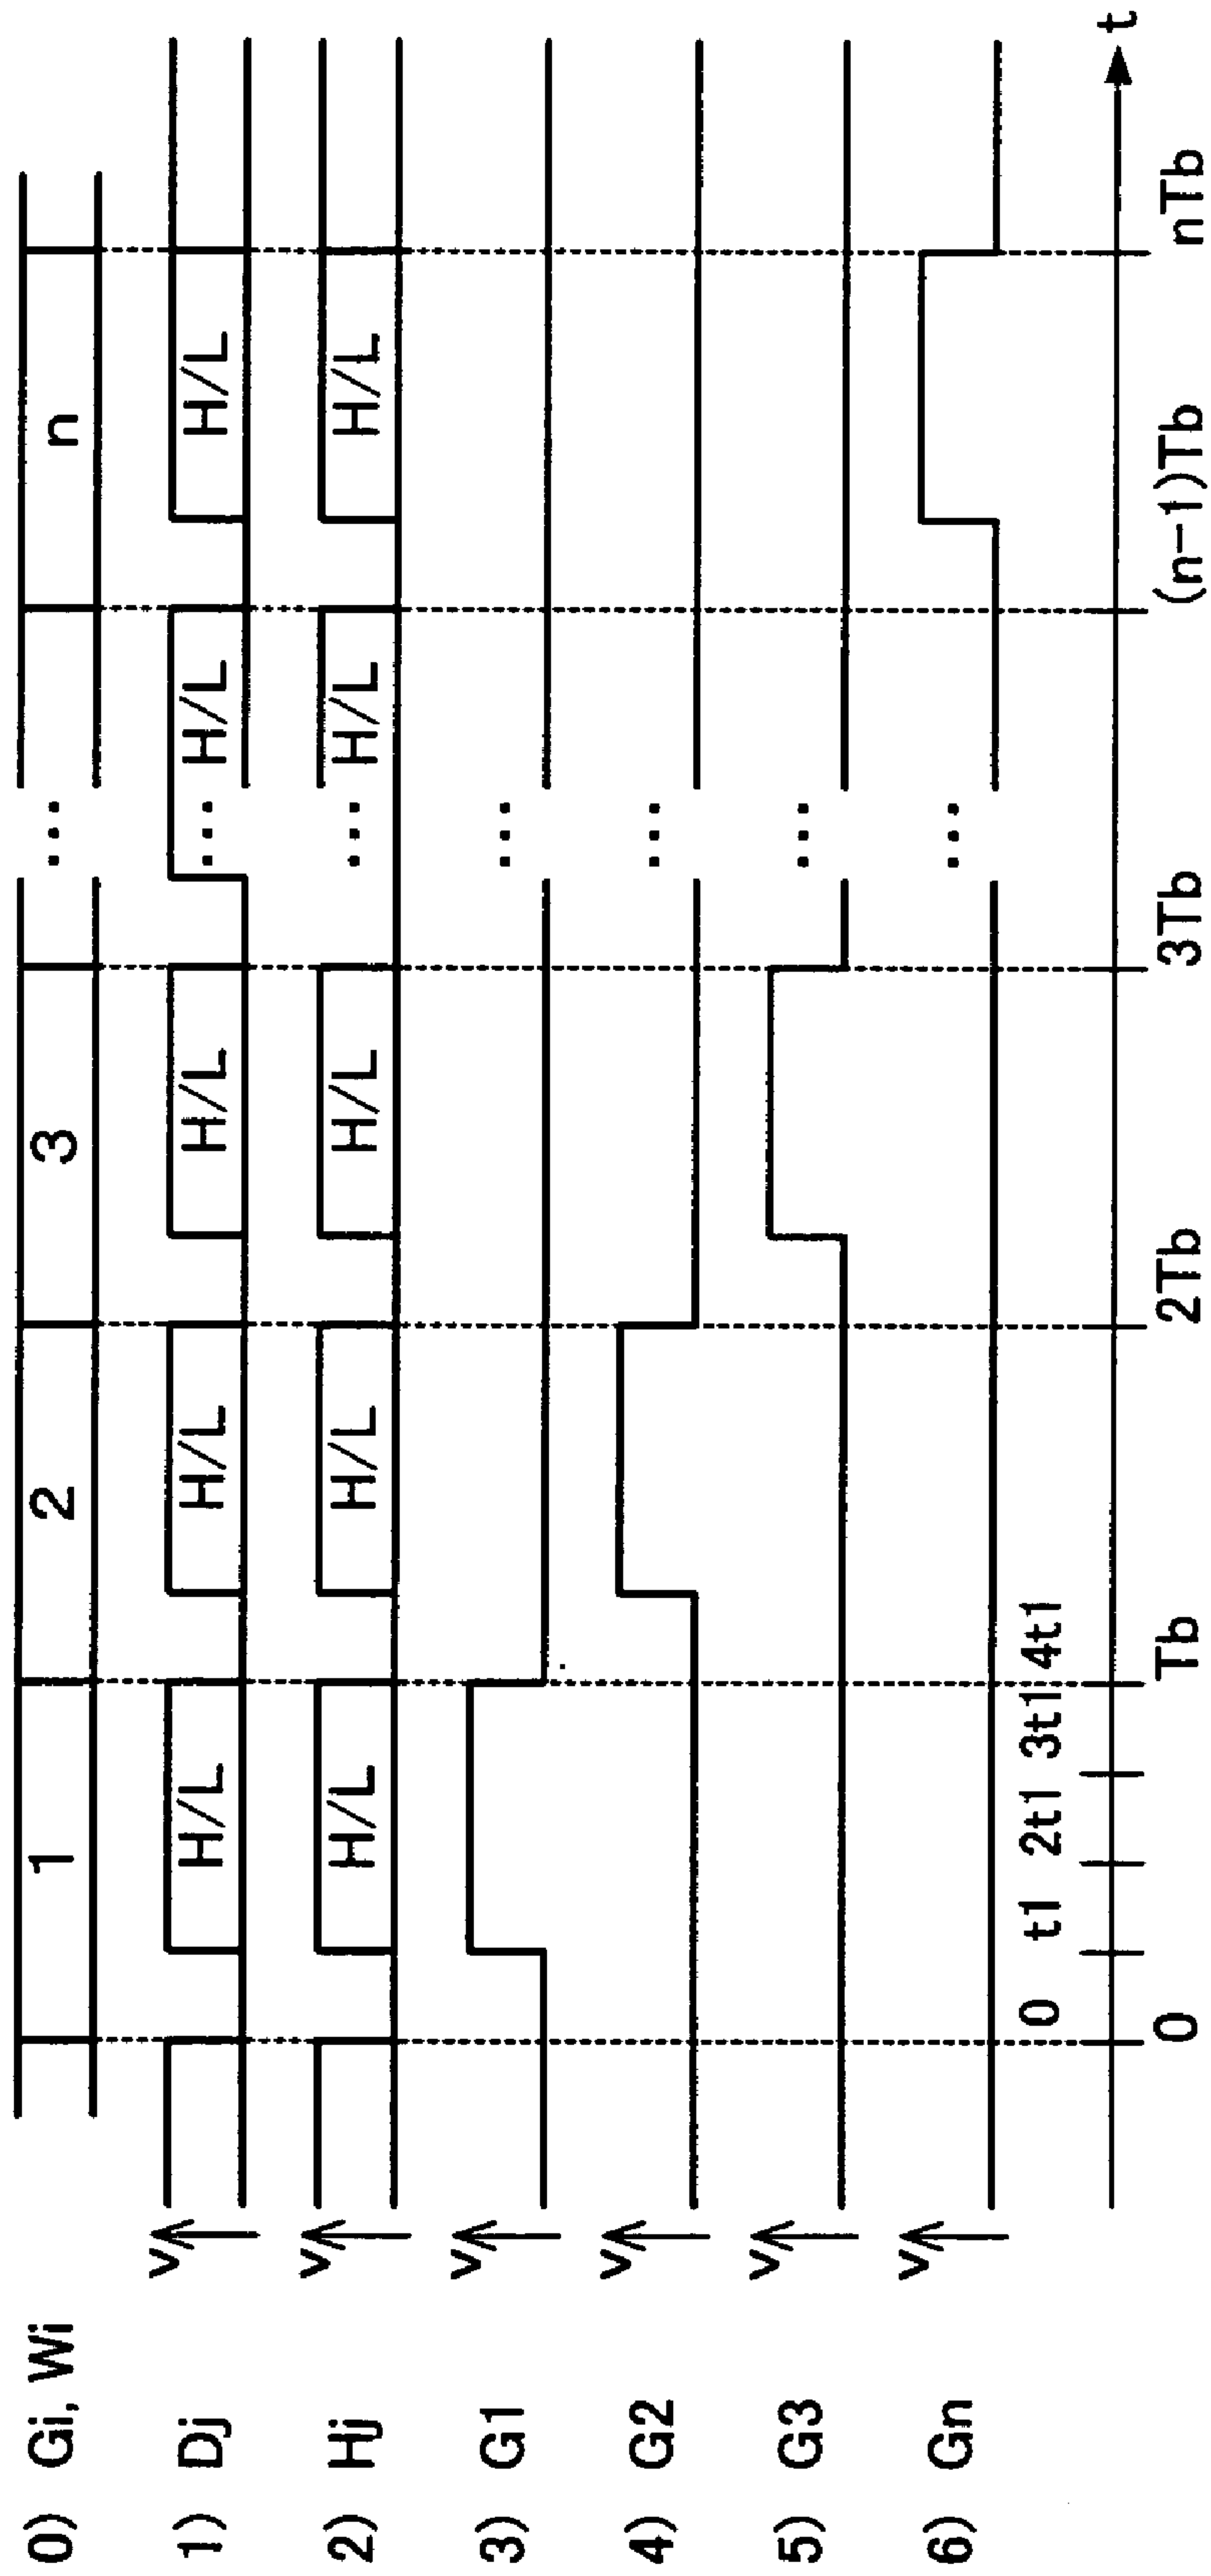 0) Gi, Wi 1 2 3 ... n
1) Dj V H/L H/L H/L ... H/L H/L
2) Hj V H/L H/L H/L ... H/L H/L
3) G1 V ...
4) G2 V ...
5) G3 V ...
6) Gn V ...
0 t1 2t1 3t1 4t1
t
0 Tb 2Tb 3Tb (n-1)Tb nTb